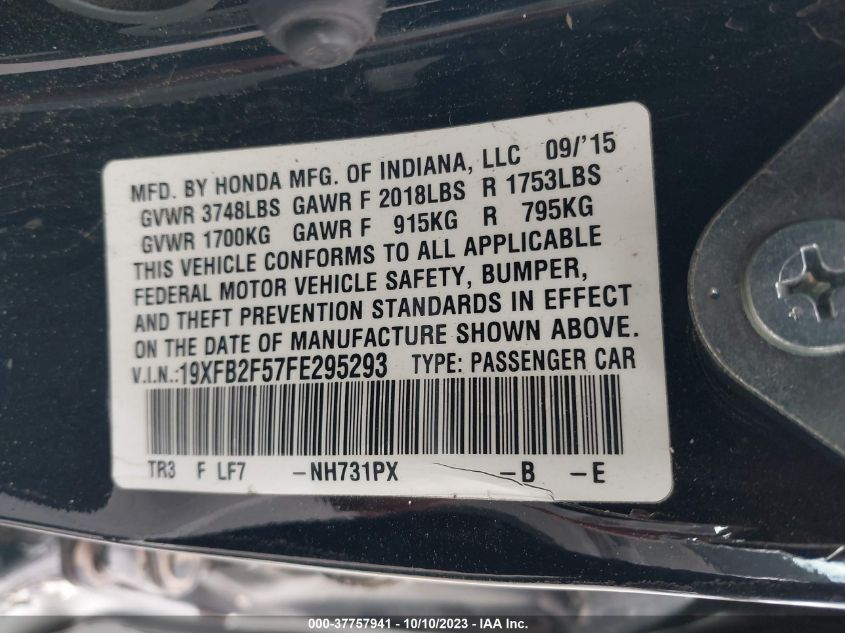 MFD. BY HONDA MFG. OF INDIANA, LLC 09/'15
GVWR 3748LBS GAWR F 2018LBS R 1753LBS
GVWR 1700KG GAWR F 915KG R 795KG
THIS VEHICLE CONFORMS TO ALL APPLICABLE
FEDERAL MOTOR VEHICLE SAFETY, BUMPER,
AND THEFT PREVENTION STANDARDS IN EFFECT
ON THE DATE OF MANUFACTURE SHOWN ABOVE.
V.I.N.:19XFB2F57FE295293 TYPE: PASSENGER CAR
TR3 F LF7 -NH731PX -B -E
000-37757941 - 10/10/2023 - IAA Inc.